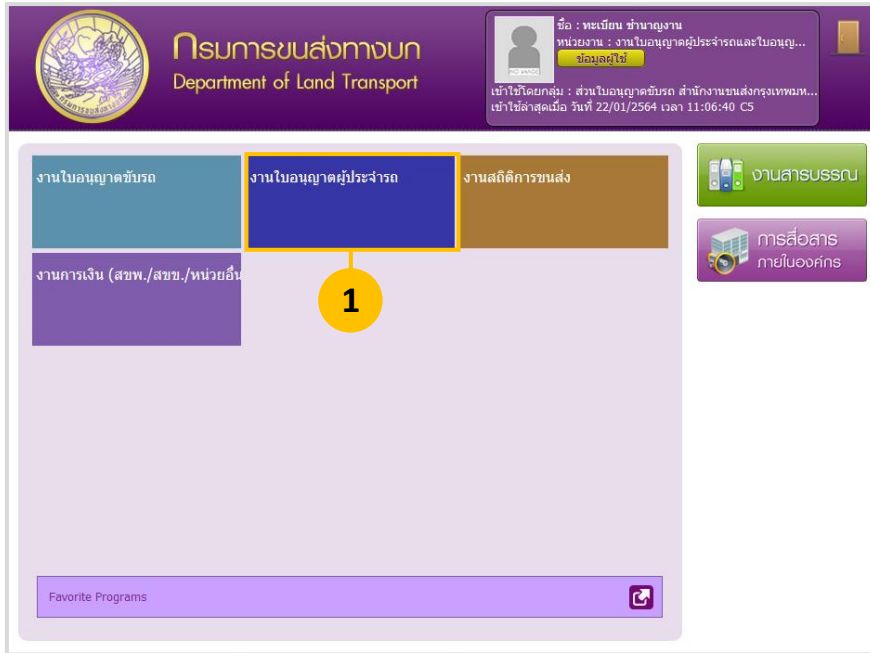 กรมการขนส่งทางบก
Department of Land Transport
ชื่อ : ทะเบียน ชำนาญงาน
หน่วยงาน : งานใบอนุญาตผู้ประจำรถและใบอนุญ...
ข้อมูลผู้ใช้
NO IMAGE
เข้าใช้โดยกลุ่ม : ส่วนใบอนุญาตขับรถ สำนักงานขนส่งกรุงเทพมห...
เข้าใช้ล่าสุดเมื่อ วันที่ 22/01/2564 เวลา 11:06:40 C5
งานใบอนุญาตขับรถ
งานใบอนุญาตผู้ประจำรถ
งานสถิติการขนส่ง
งานสารบรรณ
การสื่อสาร
ภายในองค์กร
งานการเงิน (สขพ./สขข./หน่วยอื่น
1
Favorite Programs